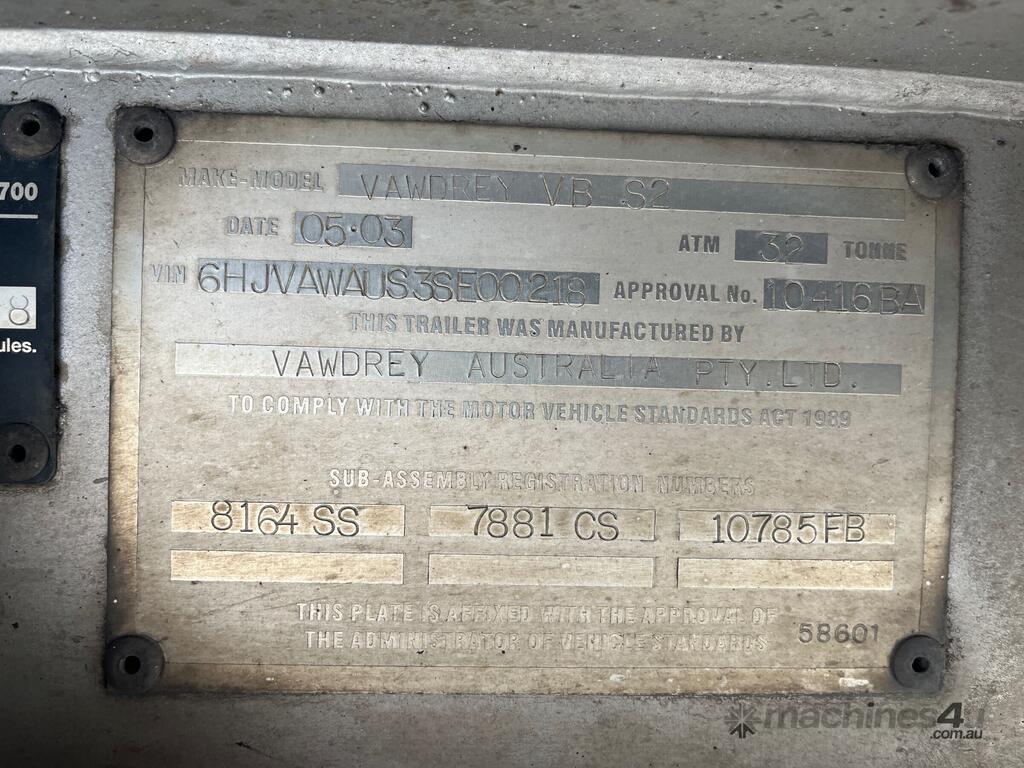 700
8
ules.
MAKE-MODEL VAWDREY VB S2
DATE 05·03 ATM 32 TONNE
VIN 6HJVAWAUS3SE00218 APPROVAL No. 10416BA
THIS TRAILER WAS MANUFACTURED BY
VAWDREY AUSTRALIA PTY.LTD.
TO COMPLY WITH THE MOTOR VEHICLE STANDARDS ACT 1989
SUB-ASSEMBLY REGISTRATION NUMBERS
8164 SS 7881 CS 10785FB
THIS PLATE IS AFFIXED WITH THE APPROVAL OF
THE ADMINISTRATOR OF VEHICLE STANDARDS 58601
machines4u
.com.au